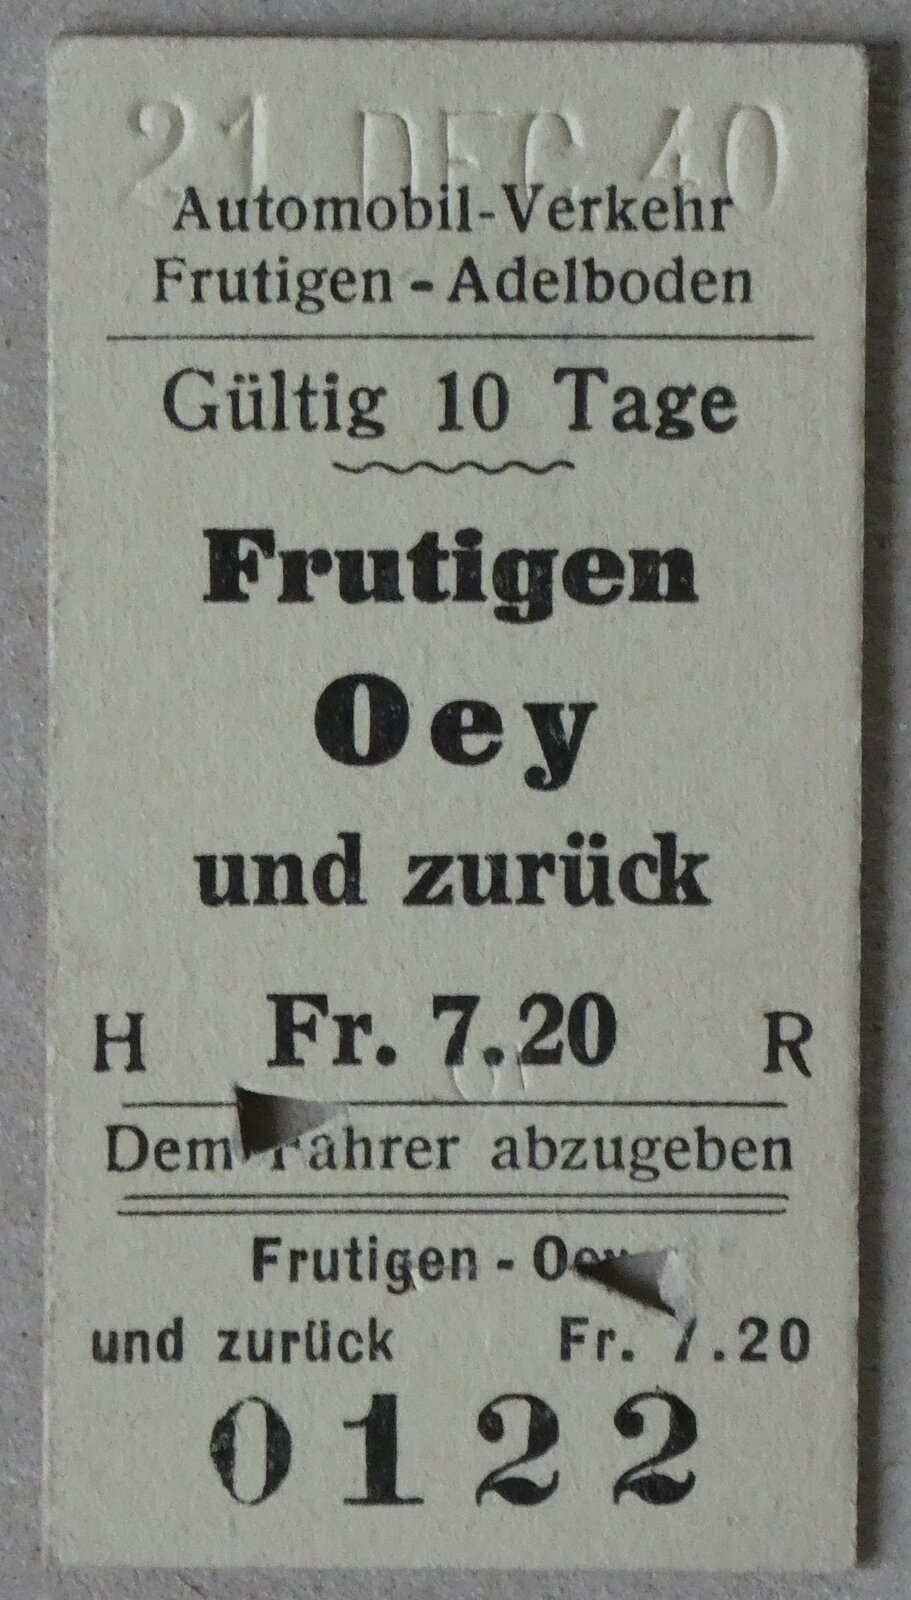 21 DEC 40
Automobil-Verkehr
Frutigen - Adelboden
Gültig 10 Tage
Frutigen
Oey
und zurück
H Fr. 7.20 R
Dem Fahrer abzugeben
Frutigen - Oey
und zurück Fr. 7.20
0122